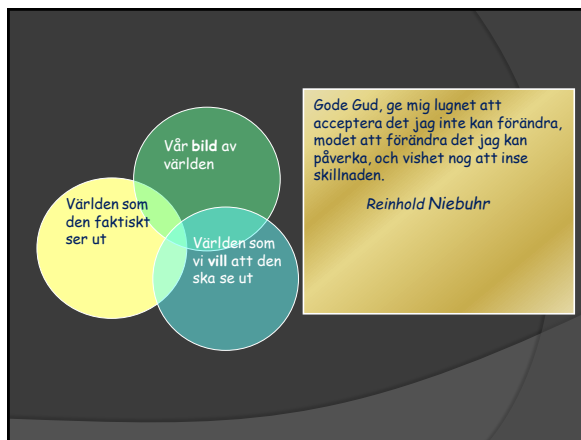 Vår bild av
världen
Världen som
den faktiskt
ser ut
Världen som
vi vill att den
ska se ut
Gode Gud, ge mig lugnet att
acceptera det jag inte kan förändra,
modet att förändra det jag kan
påverka, och vishet nog att inse
skillnaden.
Reinhold Niebuhr